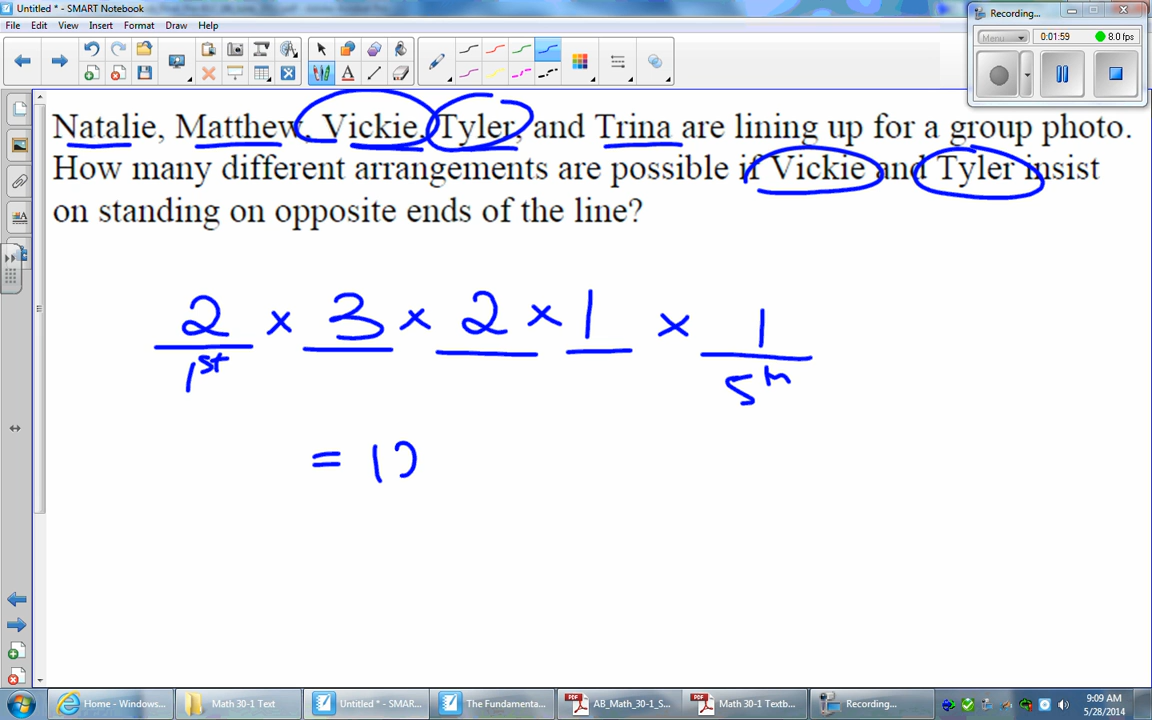 Untitled * - SMART Notebook
Recording...
File Edit View Insert Format Draw Help
Menu
0:01:59
8.0 fps
Natalie, Matthew, Vickie, Tyler, and Trina are lining up for a group photo.
How many different arrangements are possible if Vickie and Tyler insist
on standing on opposite ends of the line?
2 × 3 × 2 × 1 × 1
1st 5th
= 1
Home - Windows...
Math 30-1 Text
Untitled * - SMAR...
The Fundamenta...
AB_Math_30-1_S...
Math 30-1 Textb...
Recording...
9:09 AM
5/28/2014